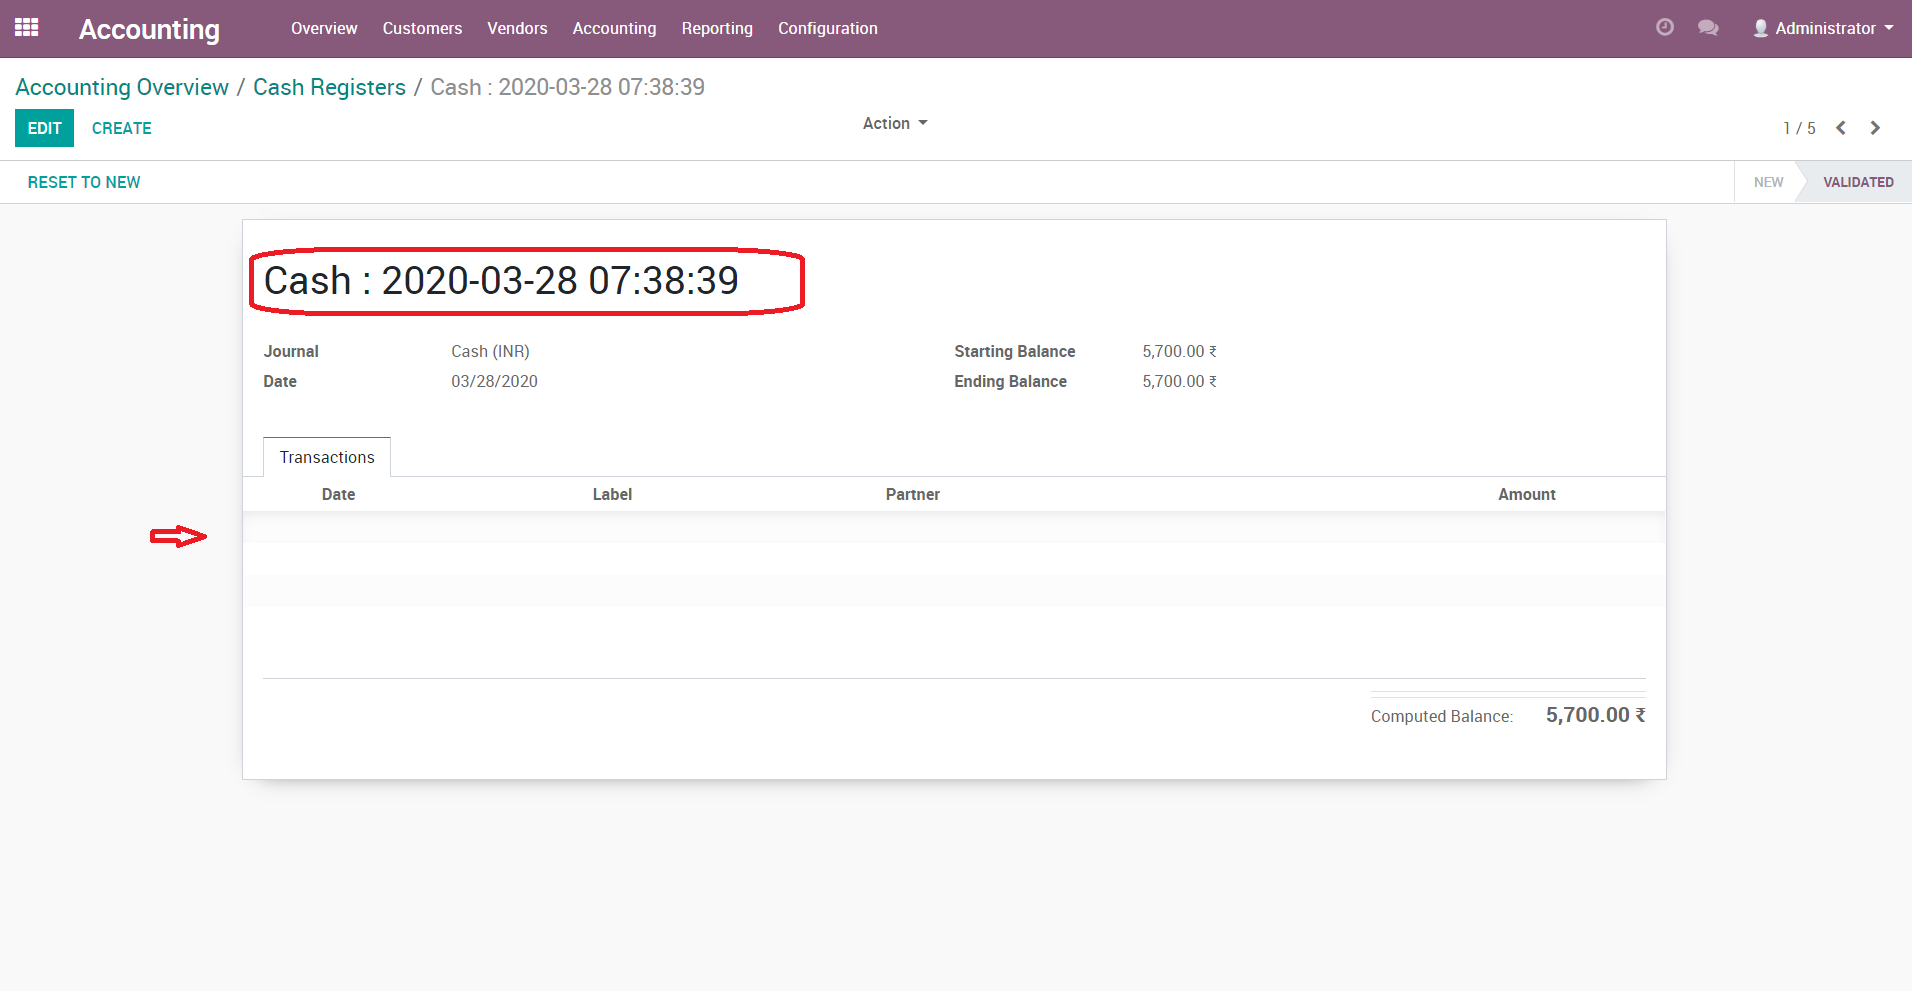 Accounting Overview Customers Vendors Accounting Reporting Configuration Administrator
Accounting Overview / Cash Registers / Cash : 2020-03-28 07:38:39
EDIT CREATE Action 1 / 5
RESET TO NEW NEW VALIDATED
Cash : 2020-03-28 07:38:39
Journal Cash (INR) Starting Balance 5,700.00 ₹
Date 03/28/2020 Ending Balance 5,700.00 ₹
Transactions
Date Label Partner Amount
Computed Balance: 5,700.00 ₹